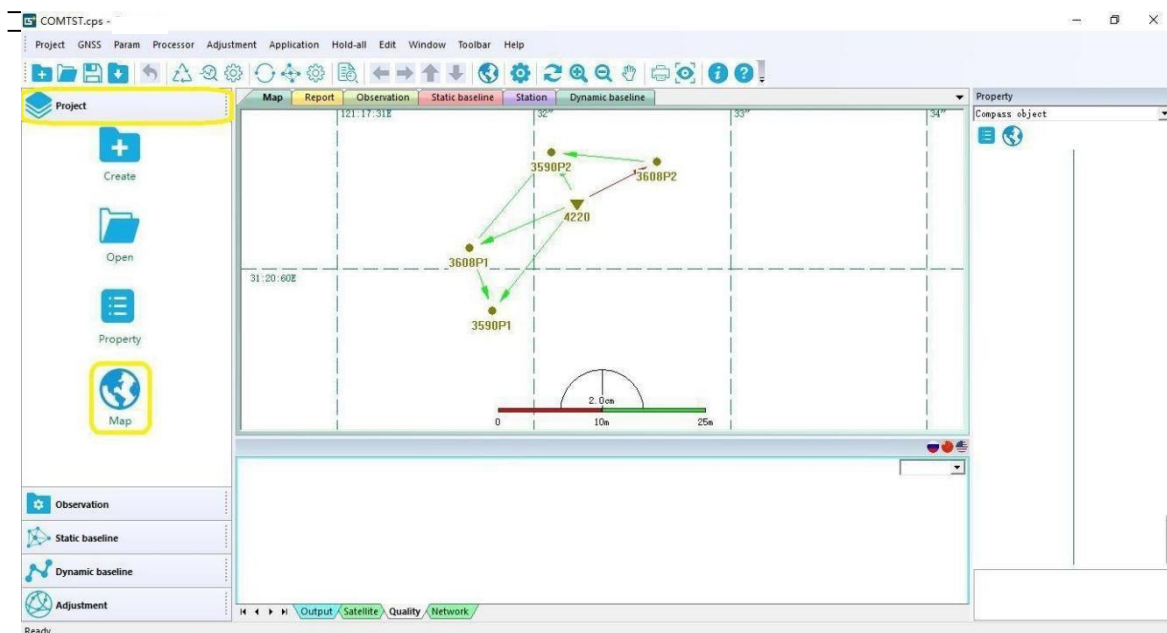 COMTST.cps -
Project GNSS Param Processor Adjustment Application Hold-all Edit Window Toolbar Help
Project
Create
Open
Property
Map
Observation
Static baseline
Dynamic baseline
Adjustment
Map Report Observation Static baseline Station Dynamic baseline
121:17:31E 32" 33" 34"
3590P2
3608P2
4220
3608P1
31:20:60E
3590P1
2.0cm
0 10m 25m
Output Satellite Quality Network
Property
Compass object
Ready